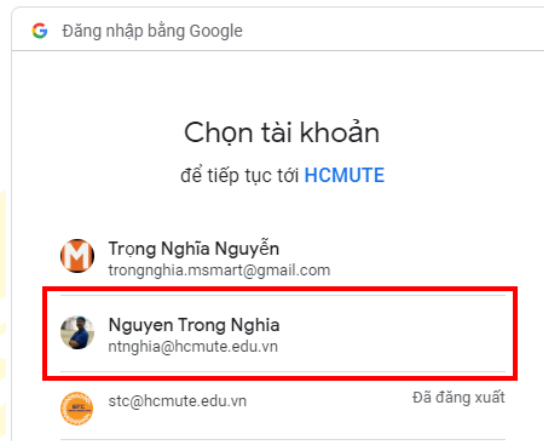 Đăng nhập bằng Google
Chọn tài khoản
để tiếp tục tới HCMUTE
Trọng Nghĩa Nguyễn
trongnghia.msmart@gmail.com
Nguyen Trong Nghia
ntnghia@hcmute.edu.vn
stc@hcmute.edu.vn
Đã đăng xuất